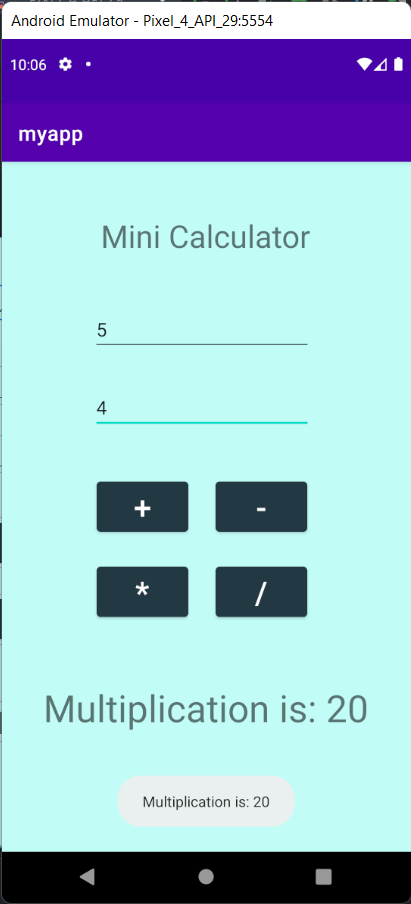 Android Emulator - Pixel_4_API_29:5554
10:06
myapp
Mini Calculator
5
4
+ -
* /
Multiplication is: 20
Multiplication is: 20